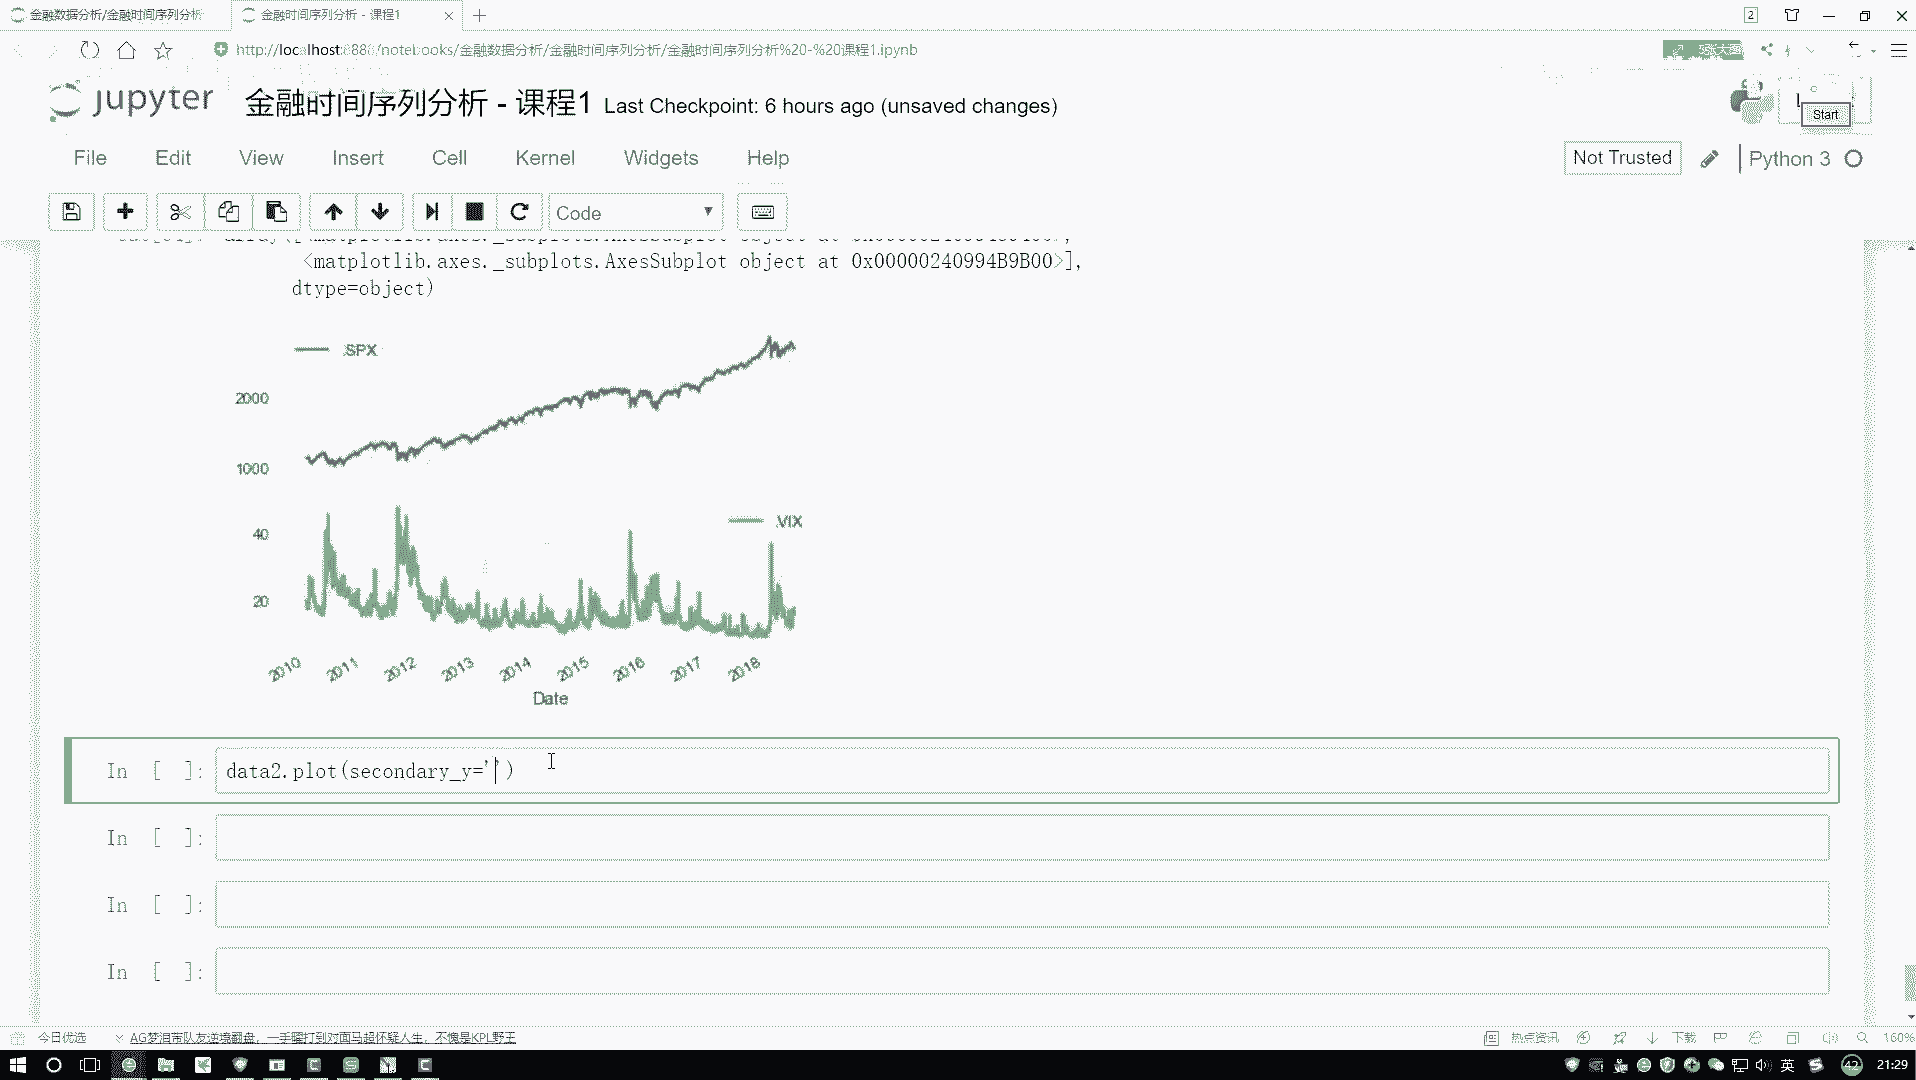 金融数据分析/金融时间序列分析
金融时间序列分析 - 课程1
2
http://localhost:8888/notebooks/金融数据分析/金融时间序列分析/金融时间序列分析%20-%20课程1.ipynb
jupyter
金融时间序列分析 - 课程1
Last Checkpoint: 6 hours ago (unsaved changes)
Start
File Edit View Insert Cell Kernel Widgets Help
Not Trusted
Python 3
Code
<matplotlib.axes._subplots.AxesSubplot object at 0x00000240994B9B00>],
dtype=object)
.SPX
2000
1000
.VIX
40
20
2010 2011 2012 2013 2014 2015 2016 2017 2018
Date
In [ ]: data2.plot(secondary_y='')
In [ ]:
In [ ]:
In [ ]:
今日优选
AG梦泪带队友逆境翻盘，一手曜打到对面马超怀疑人生，不愧是KPL野王
热点资讯
下载
160%
英
42
21:29